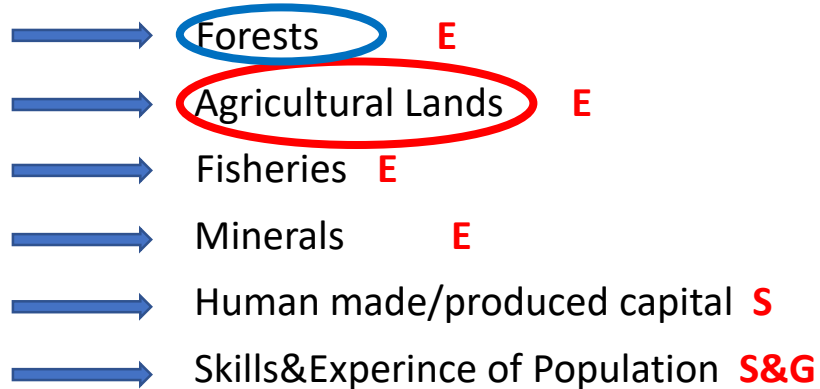 Forests E
Agricultural Lands E
Fisheries E
Minerals E
Human made/produced capital S
Skills&Experince of Population S&G